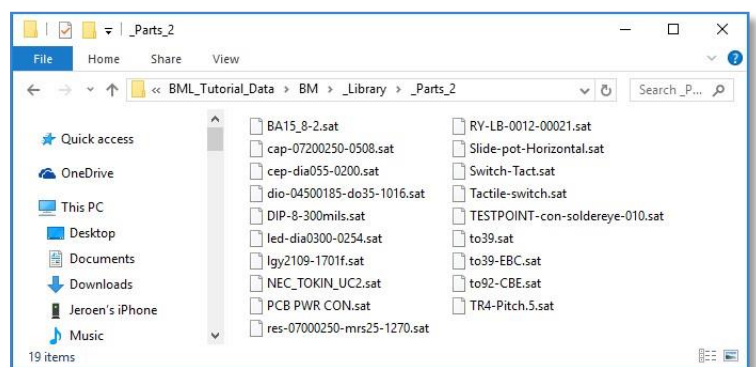 _Parts_2
File Home Share View
« BML_Tutorial_Data > BM > _Library > _Parts_2
Search _P...
Quick access
OneDrive
This PC
Desktop
Documents
Downloads
Jeroen's iPhone
Music
BA15_8-2.sat
cap-07200250-0508.sat
cep-dia055-0200.sat
dio-04500185-do35-1016.sat
DIP-8-300mils.sat
led-dia0300-0254.sat
lgy2109-1701f.sat
NEC_TOKIN_UC2.sat
PCB PWR CON.sat
res-07000250-mrs25-1270.sat
RY-LB-0012-00021.sat
Slide-pot-Horizontal.sat
Switch-Tact.sat
Tactile-switch.sat
TESTPOINT-con-soldereye-010.sat
to39.sat
to39-EBC.sat
to92-CBE.sat
TR4-Pitch.5.sat
19 items